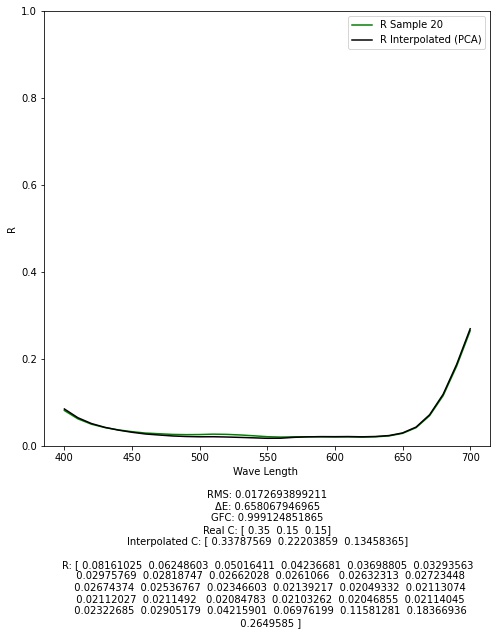 1.0
0.8
0.6
0.4
0.2
0.0
R
R Sample 20
R Interpolated (PCA)
400 450 500 550 600 650 700
Wave Length
RMS: 0.0172693899211
ΔE: 0.658067946965
GFC: 0.999124851865
Real C: [ 0.35 0.15 0.15]
Interpolated C: [ 0.33787569 0.22203859 0.13458365]
R: [ 0.08161025 0.06248603 0.05016411 0.04236681 0.03698805 0.03293563
0.02975769 0.02818747 0.02662028 0.0261066 0.02632313 0.02723448
0.02674374 0.02536767 0.02346603 0.02139217 0.02049332 0.02113074
0.02112027 0.0211492 0.02084783 0.02103262 0.02046855 0.02114045
0.02322685 0.02905179 0.04215901 0.06976199 0.11581281 0.18366936
0.2649585 ]